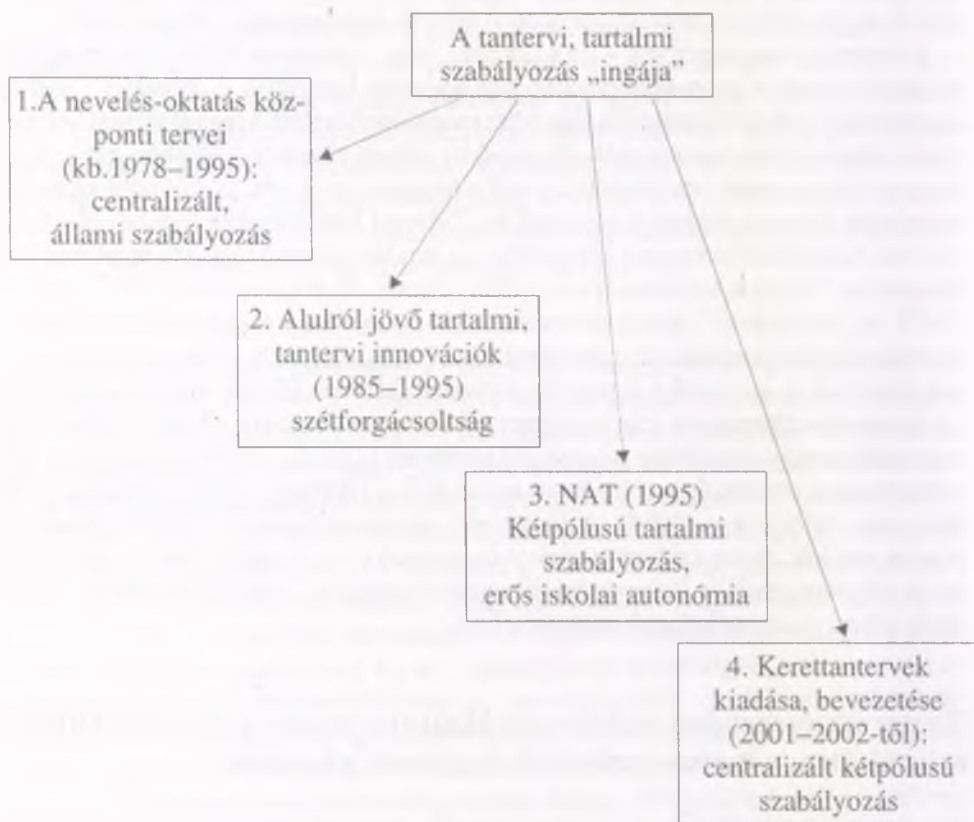 A tantervi, tartalmi
szabályozás „ingája”
1.A nevelés-oktatás köz-
ponti tervei
(kb.1978–1995):
centralizált,
állami szabályozás
2. Alulról jövő tartalmi,
tantervi innovációk
(1985–1995)
szétforgácsoltság
3. NAT (1995)
Kétpólusú tartalmi
szabályozás,
erős iskolai autonómia
4. Kerettantervek
kiadása, bevezetése
(2001–2002-től):
centralizált kétpólusú
szabályozás